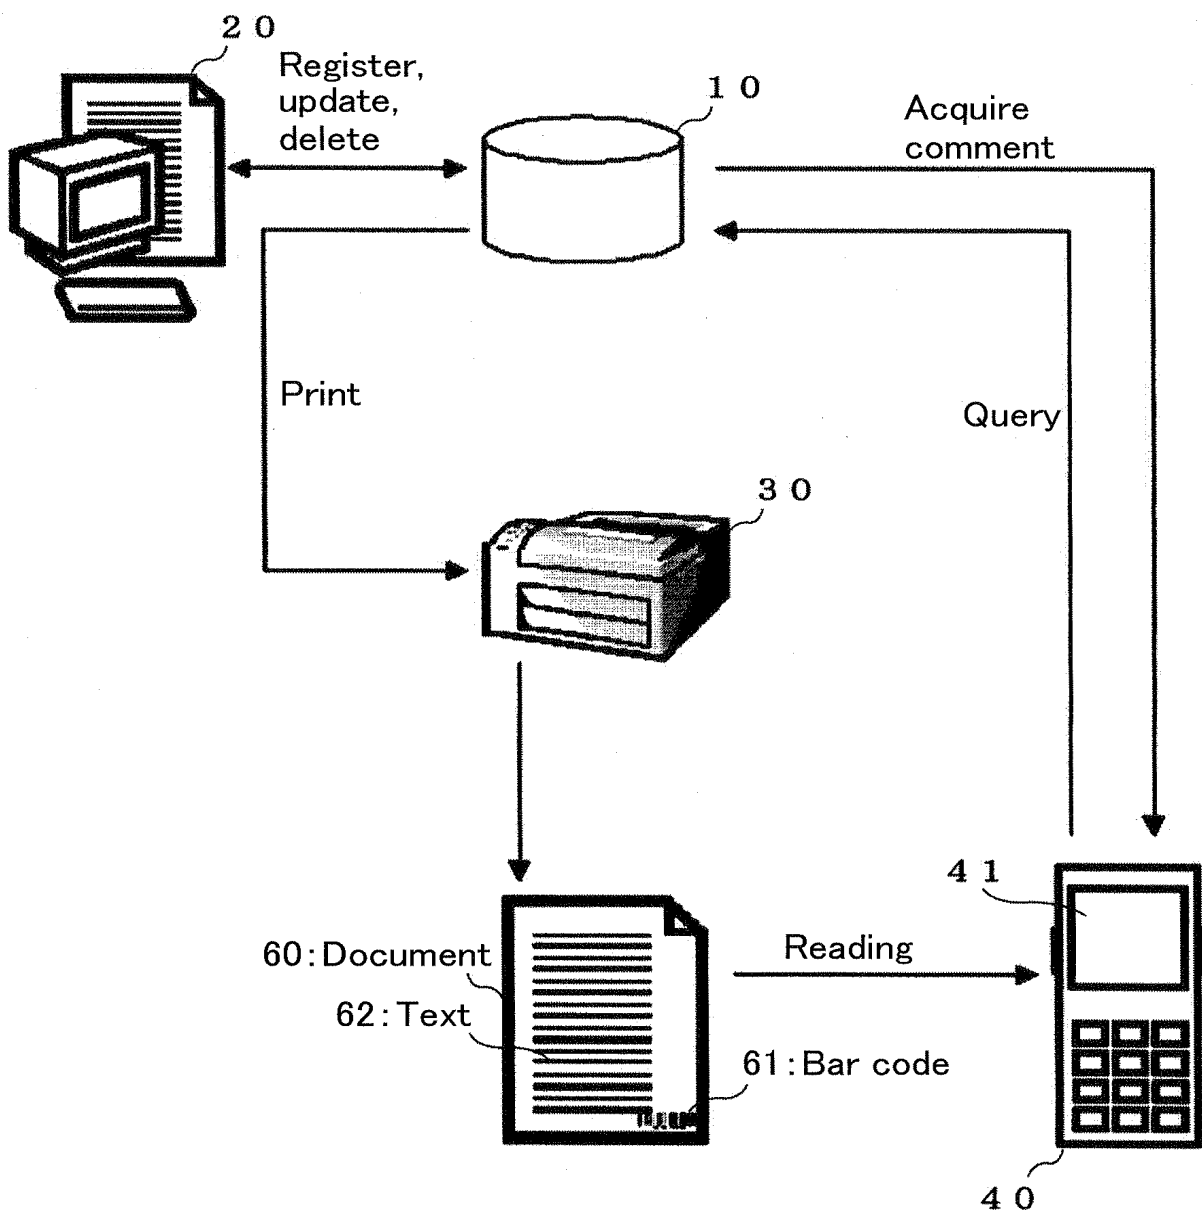 ２０
Register,
update,
delete
１０
Acquire
comment
Print
Query
３０
４１
60:Document
Reading
62:Text
61:Bar code
４０